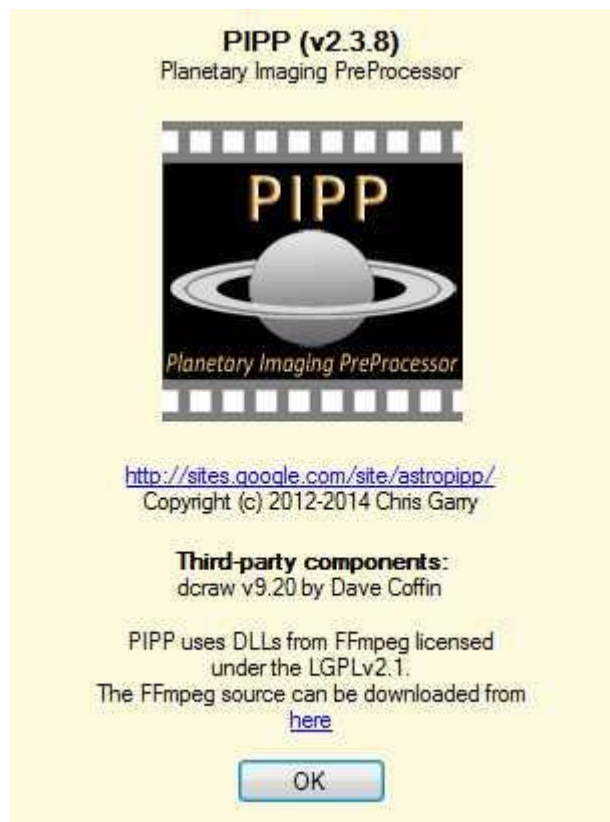 PIPP (v2.3.8)
Planetary Imaging PreProcessor
PIPP
Planetary Imaging PreProcessor
http://sites.google.com/site/astropipp/
Copyright (c) 2012-2014 Chris Garry
Third-party components:
dcraw v9.20 by Dave Coffin
PIPP uses DLLs from FFmpeg licensed
under the LGPLv2.1.
The FFmpeg source can be downloaded from
here
OK